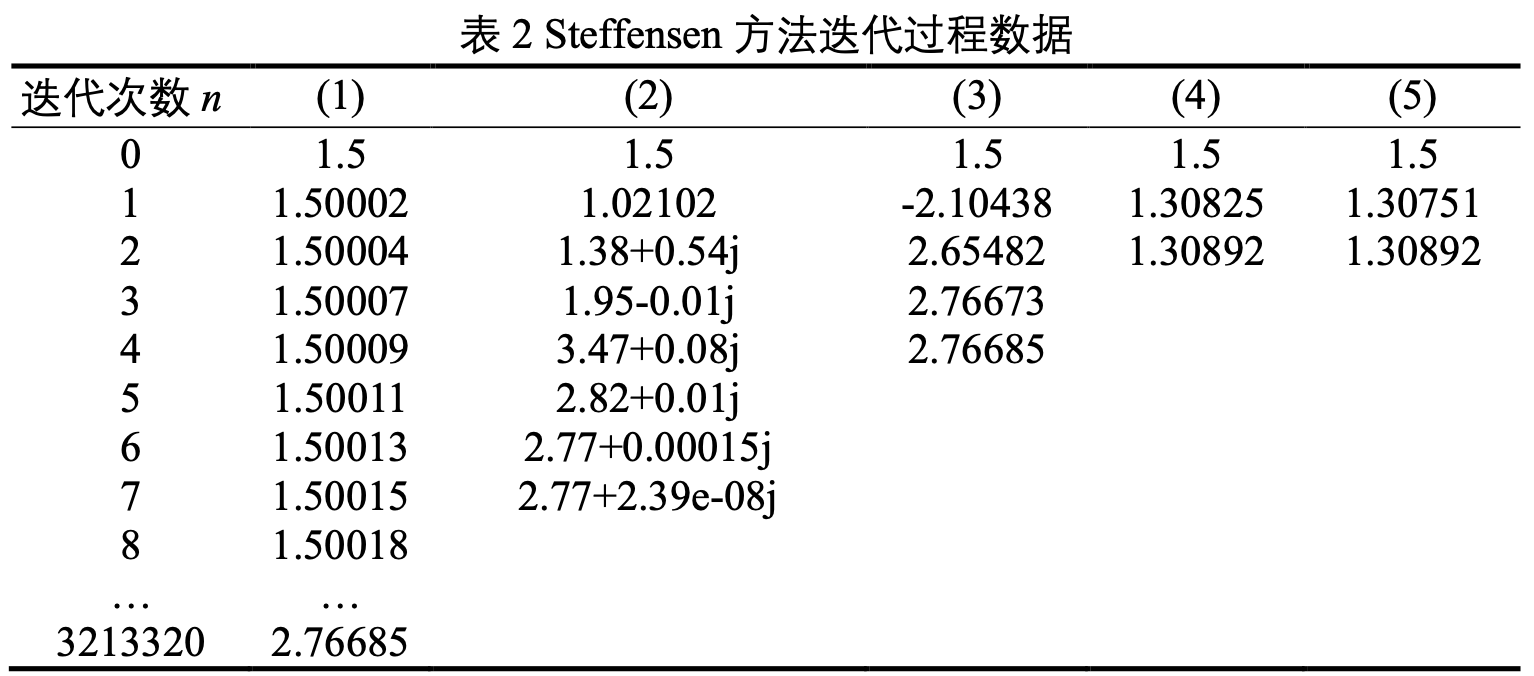 表 2 Steffensen 方法迭代过程数据
迭代次数 n (1) (2) (3) (4) (5)
0 1.5 1.5 1.5 1.5 1.5
1 1.50002 1.02102 -2.10438 1.30825 1.30751
2 1.50004 1.38+0.54j 2.65482 1.30892 1.30892
3 1.50007 1.95-0.01j 2.76673
4 1.50009 3.47+0.08j 2.76685
5 1.50011 2.82+0.01j
6 1.50013 2.77+0.00015j
7 1.50015 2.77+2.39e-08j
8 1.50018
… …
3213320 2.76685